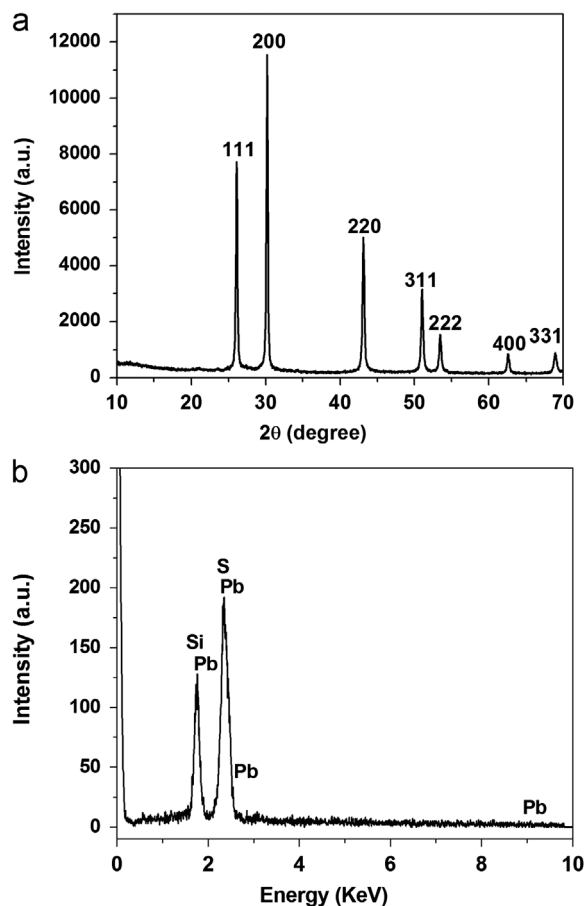 a
12000
10000
8000
6000
4000
2000
0
Intensity (a.u.)
111
200
220
311
222
400
331
10 20 30 40 50 60 70
2θ (degree)
b
300
250
200
150
100
50
0
Intensity (a.u.)
Si
Pb
S
Pb
Pb
Pb
0 2 4 6 8 10
Energy (KeV)